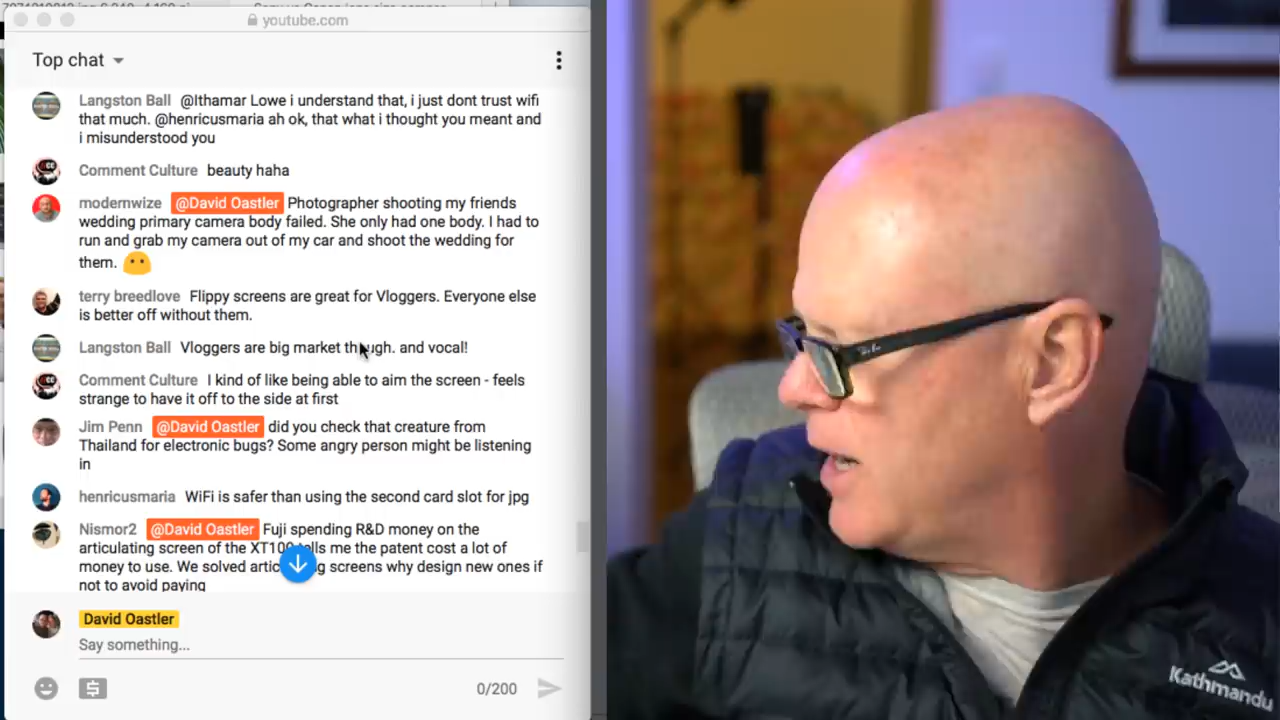 youtube.com
Top chat
Langston Ball @Ithamar Lowe i understand that, i just dont trust wifi
that much. @henricusmaria ah ok, that what i thought you meant and
i misunderstood you
Comment Culture beauty haha
modernwize @David Oastler Photographer shooting my friends
wedding primary camera body failed. She only had one body. I had to
run and grab my camera out of my car and shoot the wedding for
them.
terry breedlove Flippy screens are great for Vloggers. Everyone else
is better off without them.
Langston Ball Vloggers are big market though. and vocal!
Comment Culture I kind of like being able to aim the screen - feels
strange to have it off to the side at first
Jim Penn @David Oastler did you check that creature from
Thailand for electronic bugs? Some angry person might be listening
in
henricusmaria WiFi is safer than using the second card slot for jpg
Nismor2 @David Oastler Fuji spending R&D money on the
articulating screen of the XT100 tells me the patent cost a lot of
money to use. We solved screens why design new ones if
not to avoid paying
David Oastler
Say something...
0/200
Ray-Ban
Kathmandu